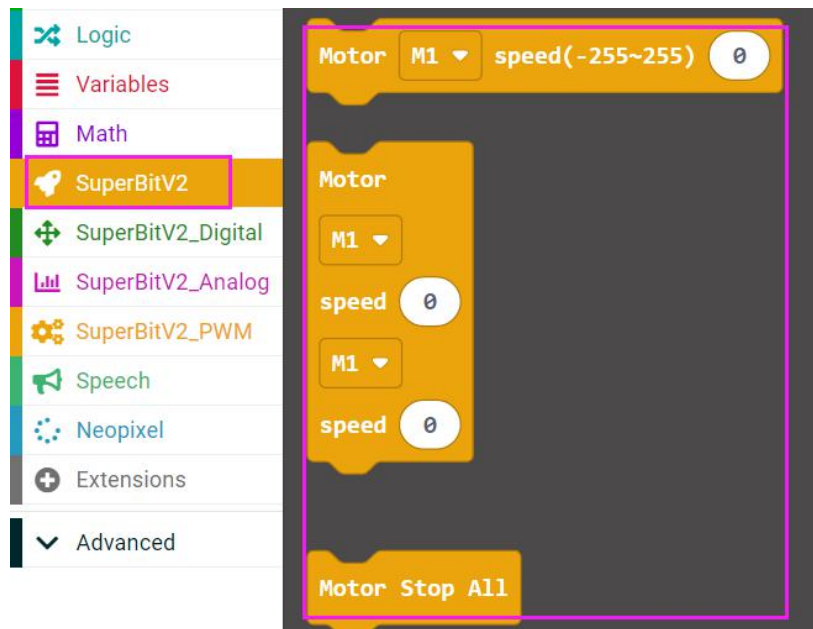 Logic
Variables
Math
SuperBitV2
SuperBitV2_Digital
SuperBitV2_Analog
SuperBitV2_PWM
Speech
Neopixel
Extensions
Advanced
Motor M1 speed(-255~255) 0
Motor
M1
speed 0
M1
speed 0
Motor Stop All